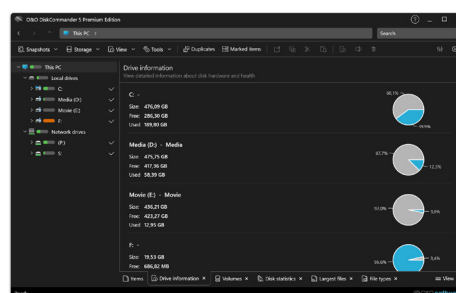 O&O DiskCommander 5 Premium Edition
This PC
Search
Snapshots
Storage
View
Tools
Duplicates
Marked items
This PC
Local drives
C:
Media (D:)
Movie (E:)
F:
Network drives
(P:)
S:
Drive information
View detailed information about disk hardware and health
C: -
Size: 476,09 GB
Free: 286,30 GB
Used 189,80 GB
60,1%
39,9%
Media (D:) - Media
Size: 475,75 GB
Free: 417,36 GB
Used 58,39 GB
87,7%
12,3%
Movie (E:) - Movie
Size: 436,21 GB
Free: 423,27 GB
Used 12,95 GB
97,0%
3,0%
F: -
Size: 19,53 GB
Free: 686,82 MB
96,6%
3,4%
Items
Drive information
Volumes
Disk statistics
Largest files
File types
View